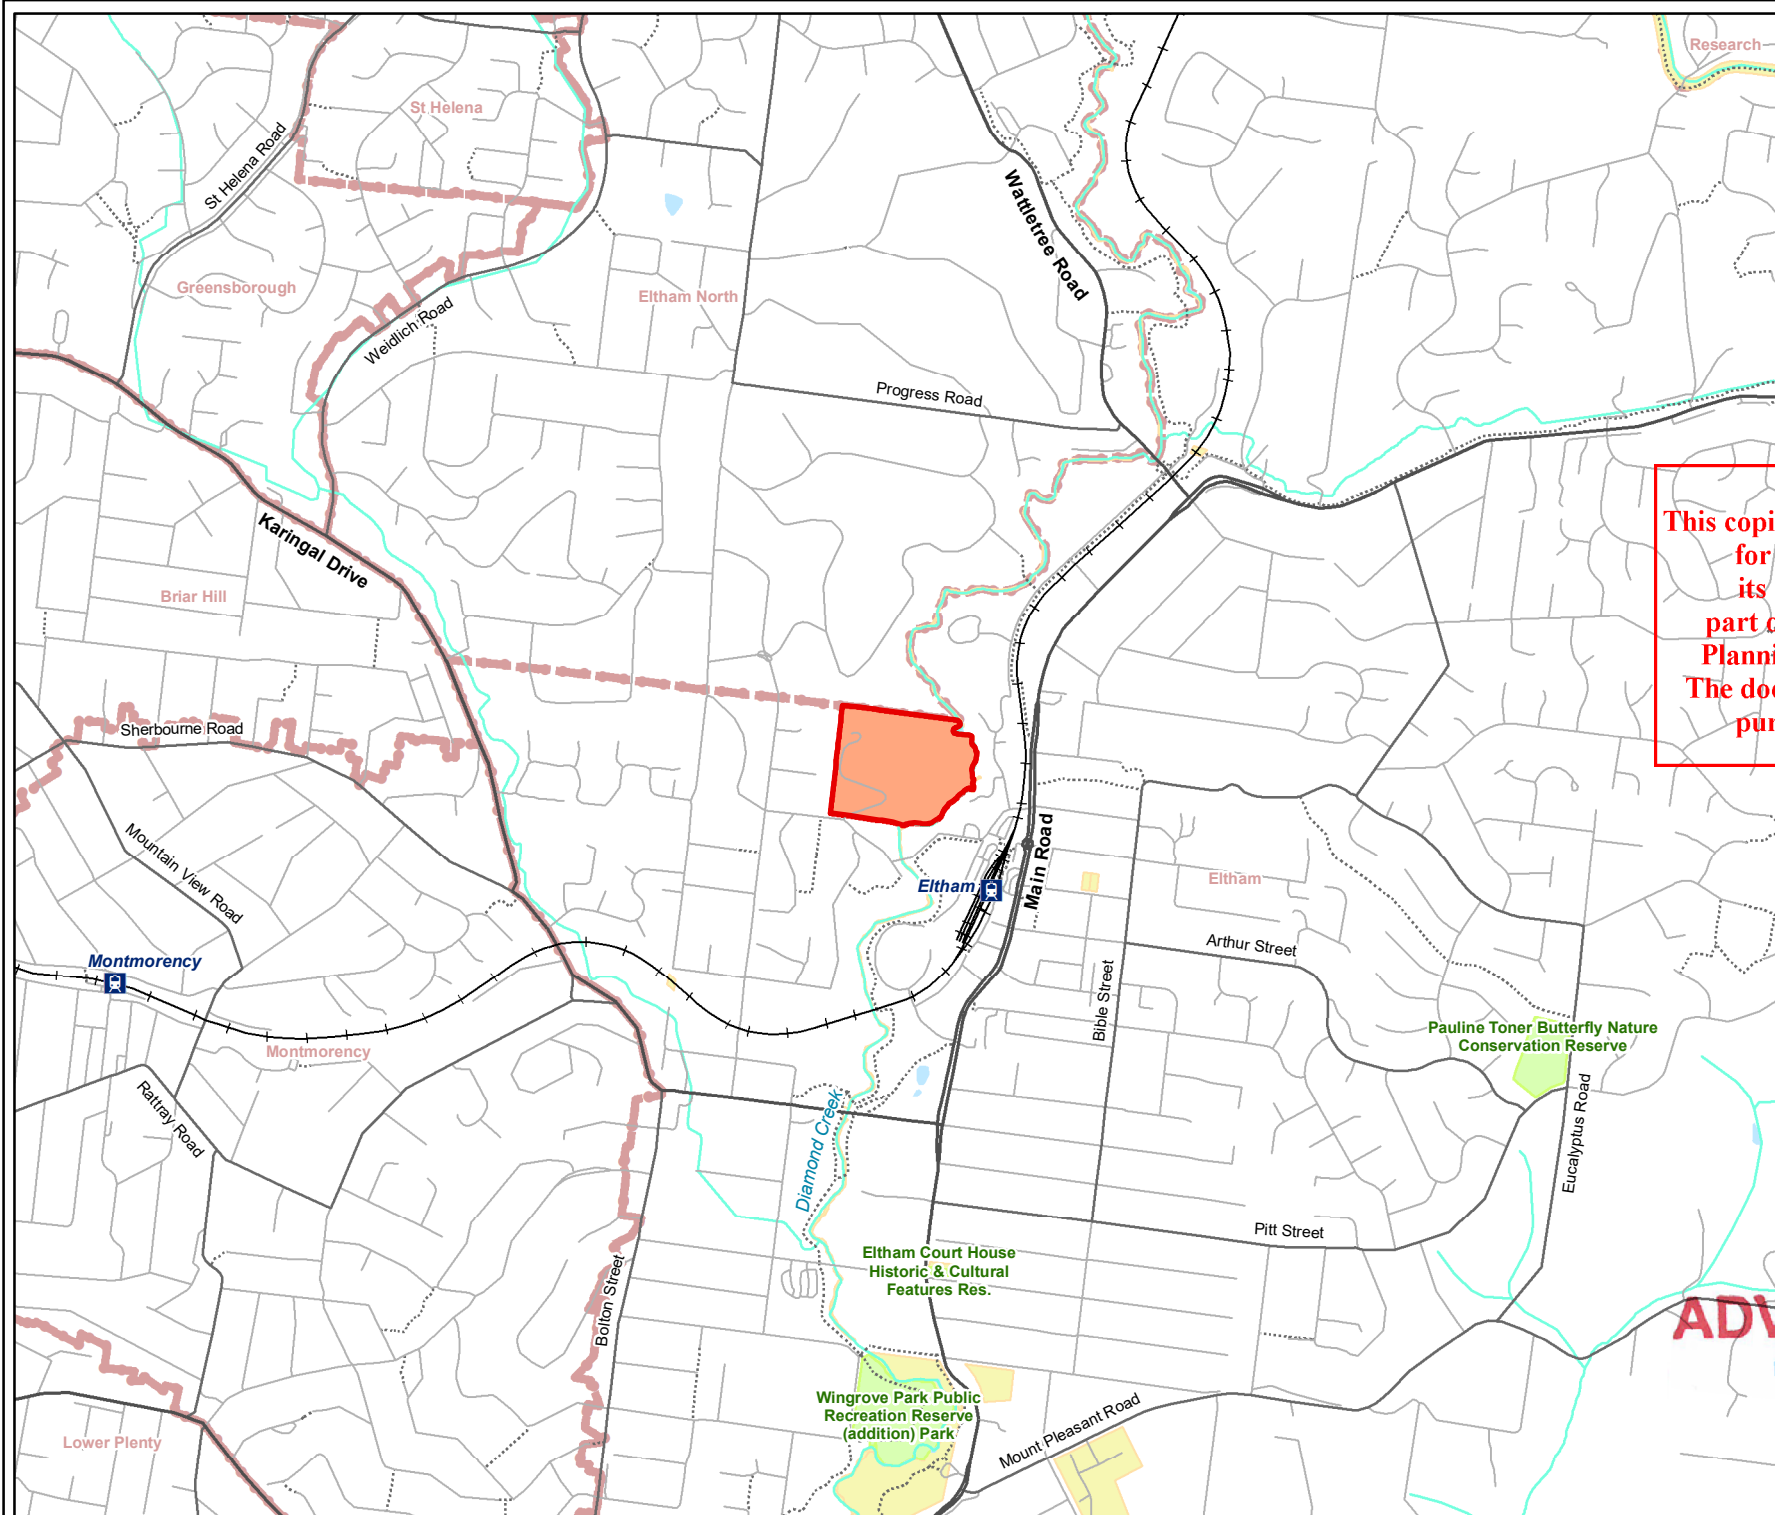 Research
St Helena
St Helena Road
Wattletree Road
Greensborough
Eltham North
Weidlich Road
Progress Road
Karingal Drive
This copi
for
its
part o
Planni
The doc
pur
Briar Hill
Sherbourne Road
Mountain View Road
Main Road
Eltham
Eltham
Arthur Street
Montmorency
Bible Street
Pauline Toner Butterfly Nature
Conservation Reserve
Montmorency
Rattray Road
Diamond Creek
Eucalyptus Road
Pitt Street
Eltham Court House
Historic & Cultural
Features Res.
Bolton Street
ADV
Wingrove Park Public
Recreation Reserve
(addition) Park
Mount Pleasant Road
Lower Plenty